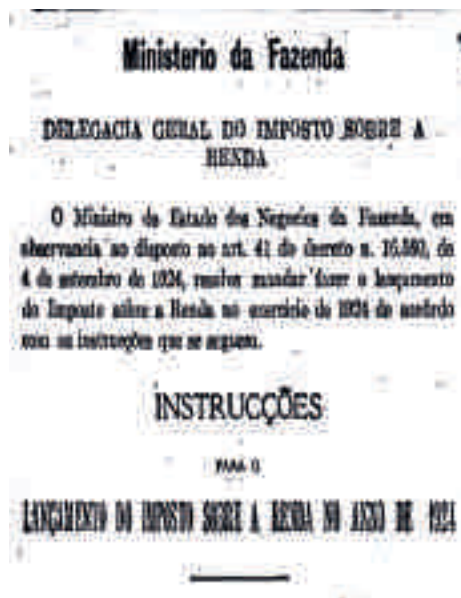 Ministerio da Fazenda
DELEGACIA GERAL DO IMPOSTO SOBRE A
RENDA
O Ministro de Estado dos Negocios da Fazenda, em
observancia ao disposto no art. 41 do decreto n. de
4 de setembro de 1924, resolve mandar fazer o lançamento
do Imposto sobre a Renda no exercicio de 1924 de acôrdo
com as instrucções que se seguem.
INSTRUCÇÕES
PARA O
LANÇAMENTO DO IMPOSTO SOBRE A RENDA NO ANNO DE 1924